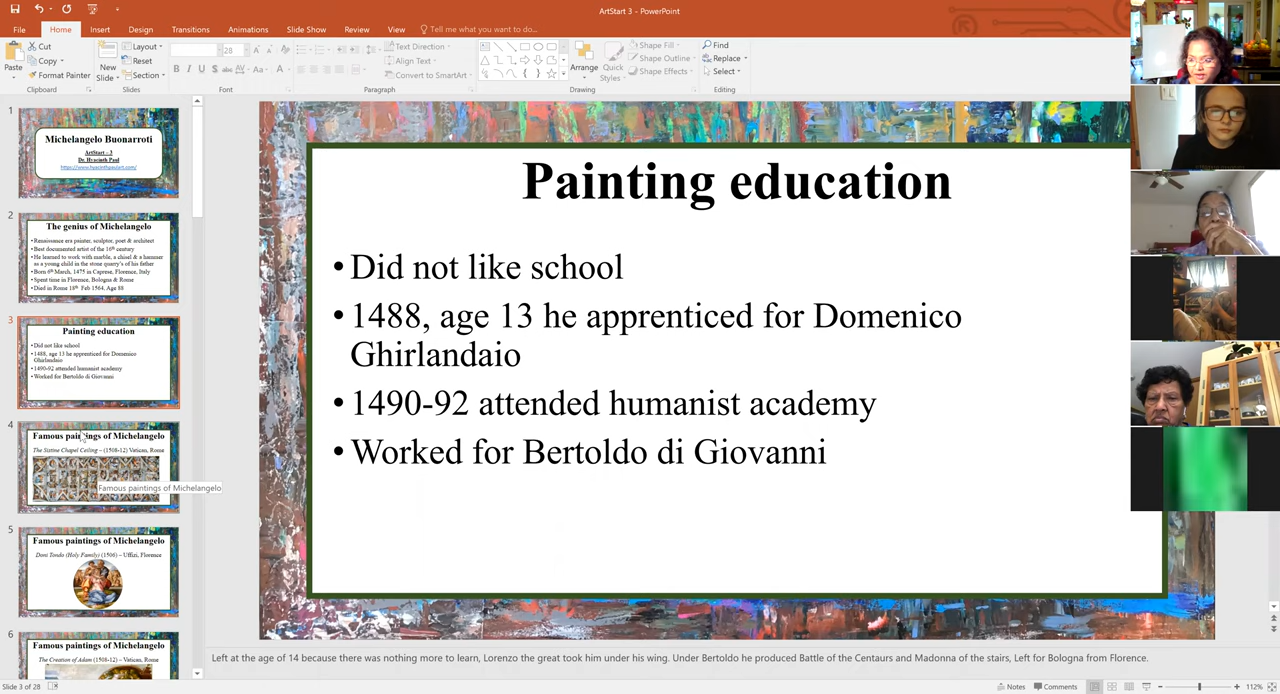 ArtStart 3 - PowerPoint
File Home Insert Design Transitions Animations Slide Show Review View Tell me what you want to do...
Paste
Cut
Copy
Format Painter
Clipboard
New
Slide
Layout
Reset
Section
Slides
28
B I U S abc AV Aa A
Font
Text Direction
Align Text
Convert to SmartArt
Paragraph
Arrange
Quick
Styles
Shape Fill
Shape Outline
Shape Effects
Drawing
Find
Replace
Select
Editing
1
Michelangelo Buonarroti
ArtStart – 3
Dr. Hyacinth Paul
https://www.hyacinthpaulart.com/
2
The genius of Michelangelo
• Renaissance era painter, sculptor, poet & architect
• Best documented artist of the 16th century
• He learned to work with marble, a chisel & a hammer
as a young child in the stone quarry's of his father
• Born 6th March, 1475 in Caprese, Florence, Italy
• Spent time in Florence, Bologna & Rome
• Died in Rome 18th Feb 1564, Age 88
3
Painting education
• Did not like school
• 1488, age 13 he apprenticed for Domenico
Ghirlandaio
• 1490-92 attended humanist academy
• Worked for Bertoldo di Giovanni
4
Famous paintings of Michelangelo
The Sistine Chapel Ceiling – (1508-12) Vatican, Rome
Famous paintings of Michelangelo
5
Famous paintings of Michelangelo
Doni Tondo (Holy Family) (1506) – Uffizi, Florence
6
Famous paintings of Michelangelo
The Creation of Adam (1508-12) – Vatican, Rome
Painting education
• Did not like school
• 1488, age 13 he apprenticed for Domenico
Ghirlandaio
• 1490-92 attended humanist academy
• Worked for Bertoldo di Giovanni
Left at the age of 14 because there was nothing more to learn, Lorenzo the great took him under his wing. Under Bertoldo he produced Battle of the Centaurs and Madonna of the stairs, Left for Bologna from Florence.
Slide 3 of 28
Notes
Comments
112%